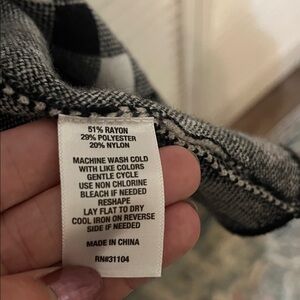 51% RAYON
29% POLYESTER
20% NYLON
MACHINE WASH COLD
WITH LIKE COLORS
GENTLE CYCLE
USE NON CHLORINE
BLEACH IF NEEDED
RESHAPE
LAY FLAT TO DRY
COOL IRON ON REVERSE
SIDE IF NEEDED
MADE IN CHINA
RN#31104